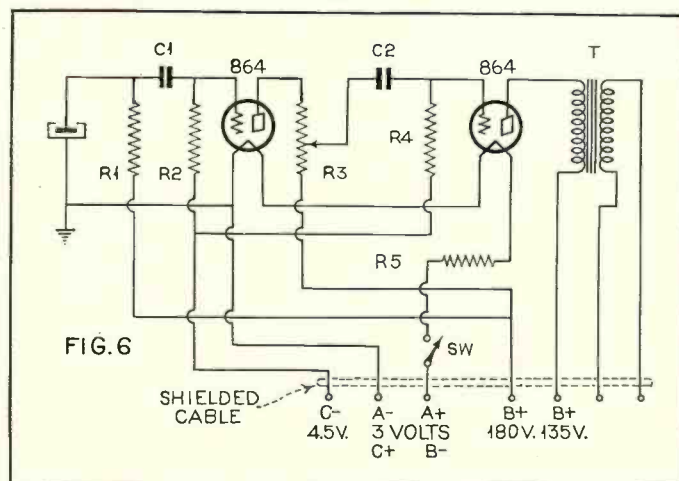 C1
C2
T
864
864
R1
R2
R3
R4
R5
FIG. 6
SW
SHIELDED
CABLE
C- A- A+ B+ B+
4.5V. 3 VOLTS 180V. 135V.
C+ B-